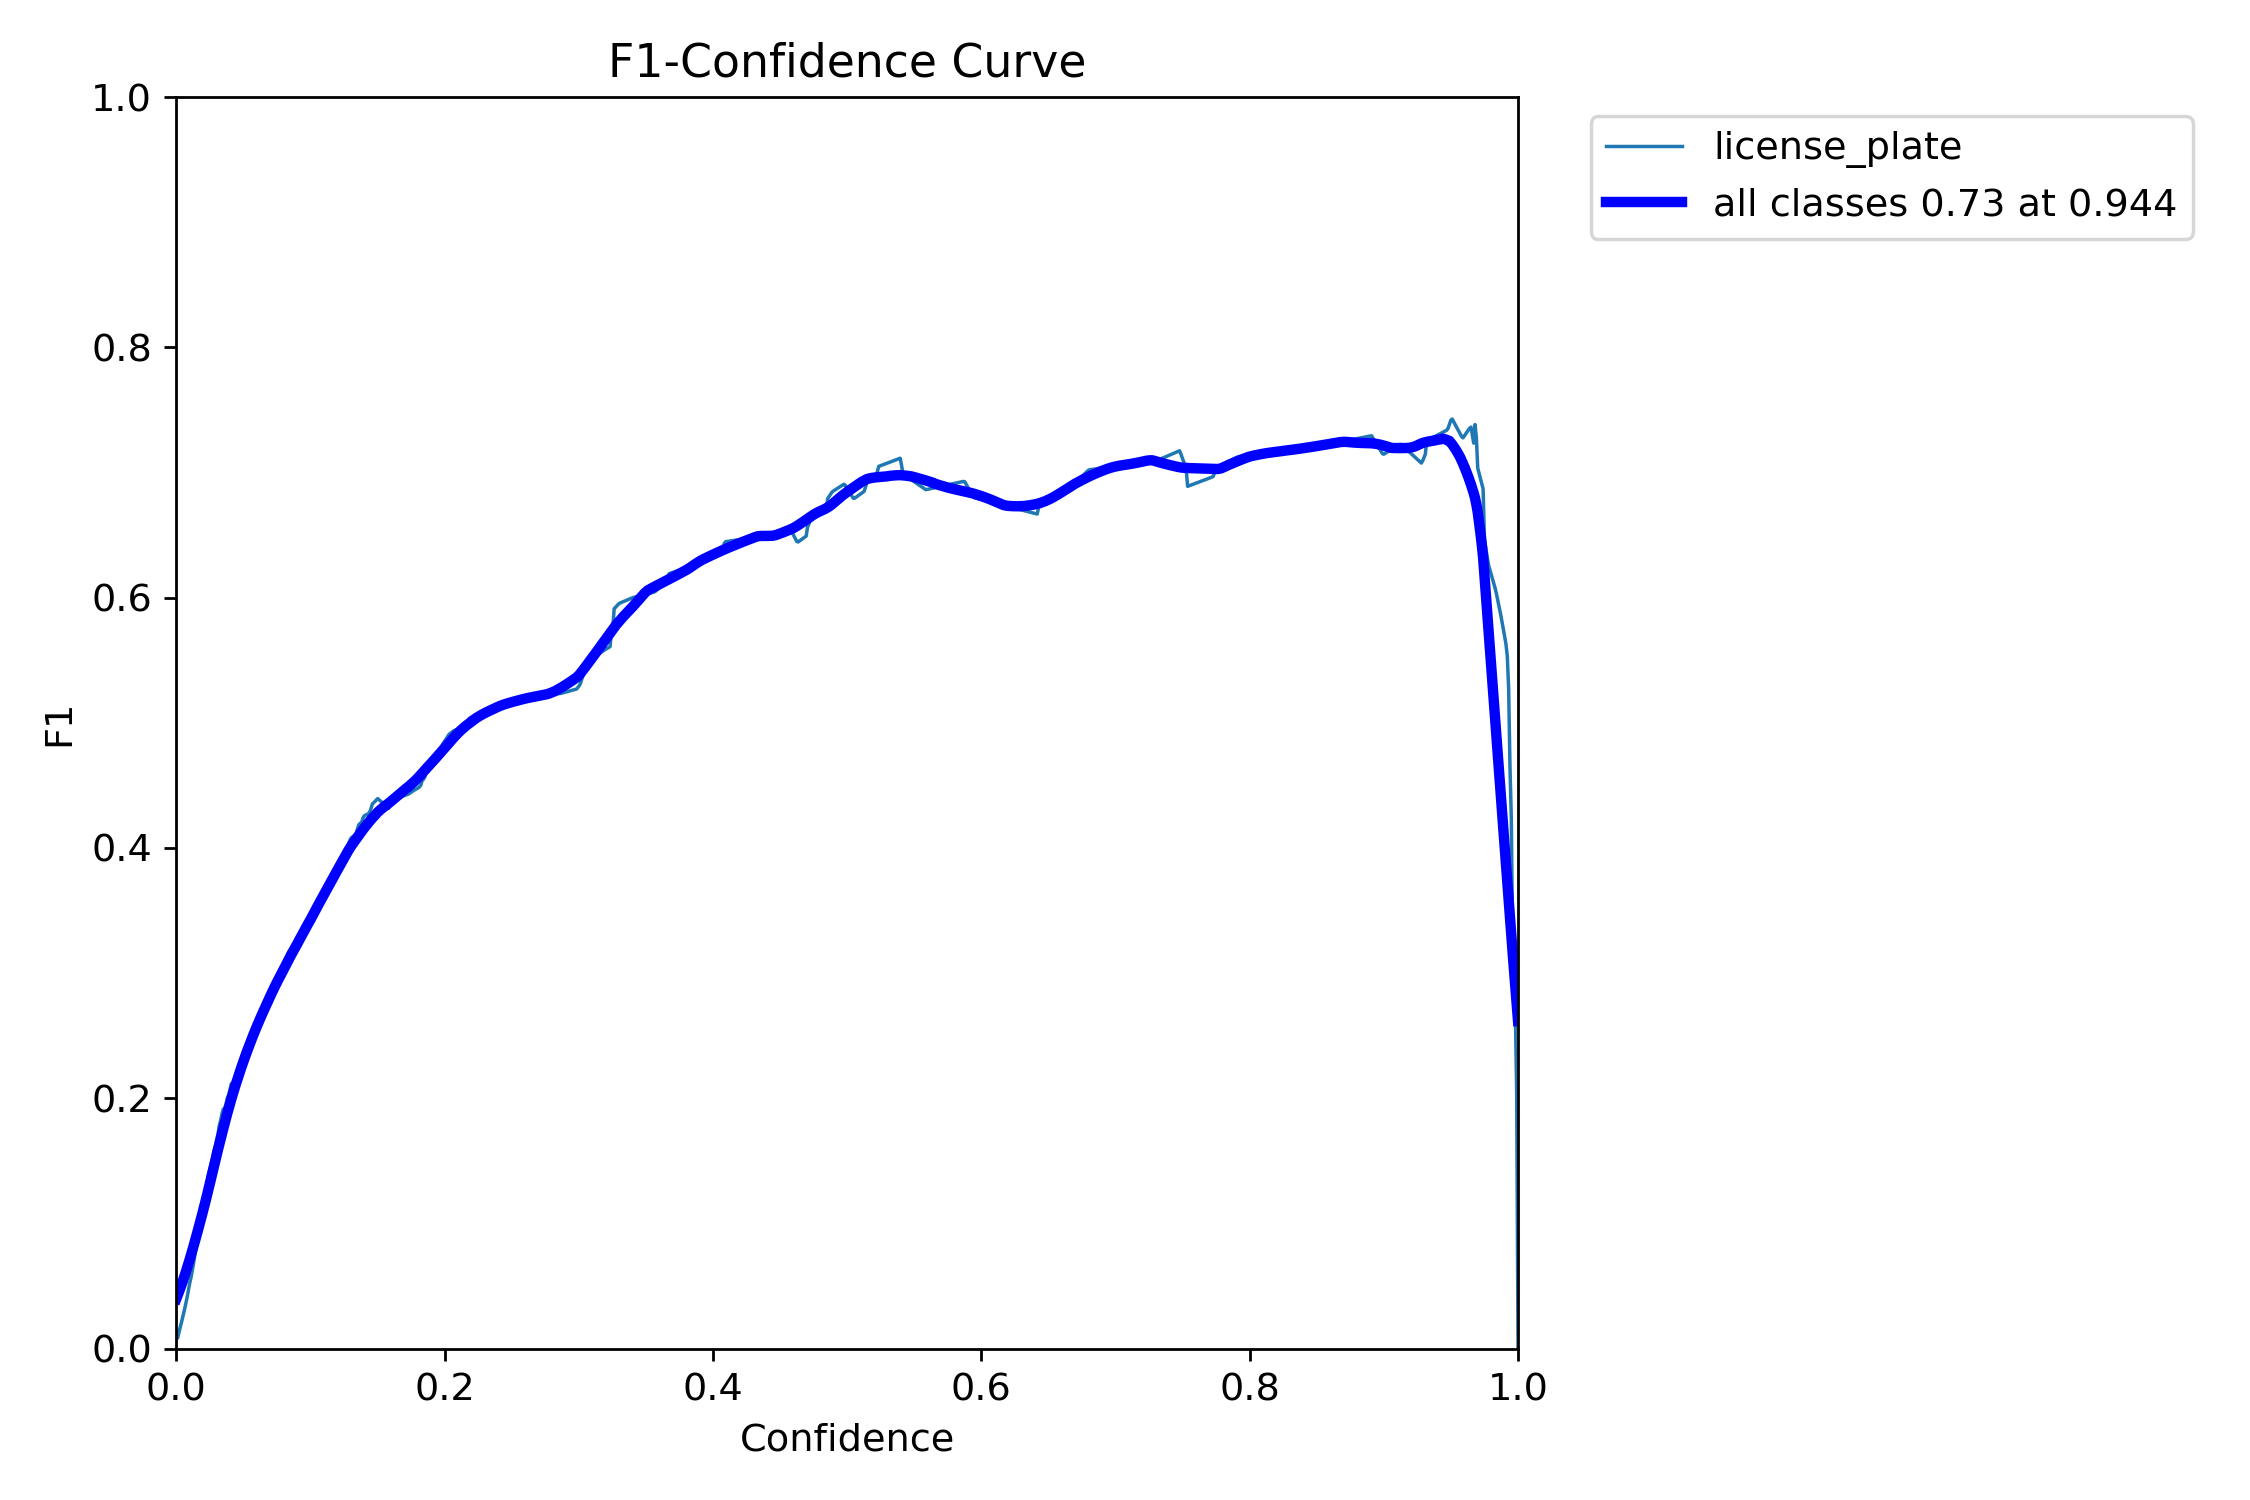 F1-Confidence Curve
license_plate
all classes 0.73 at 0.944
1.0
0.8
0.6
0.4
0.2
0.0
F1
0.0 0.2 0.4 0.6 0.8 1.0
Confidence